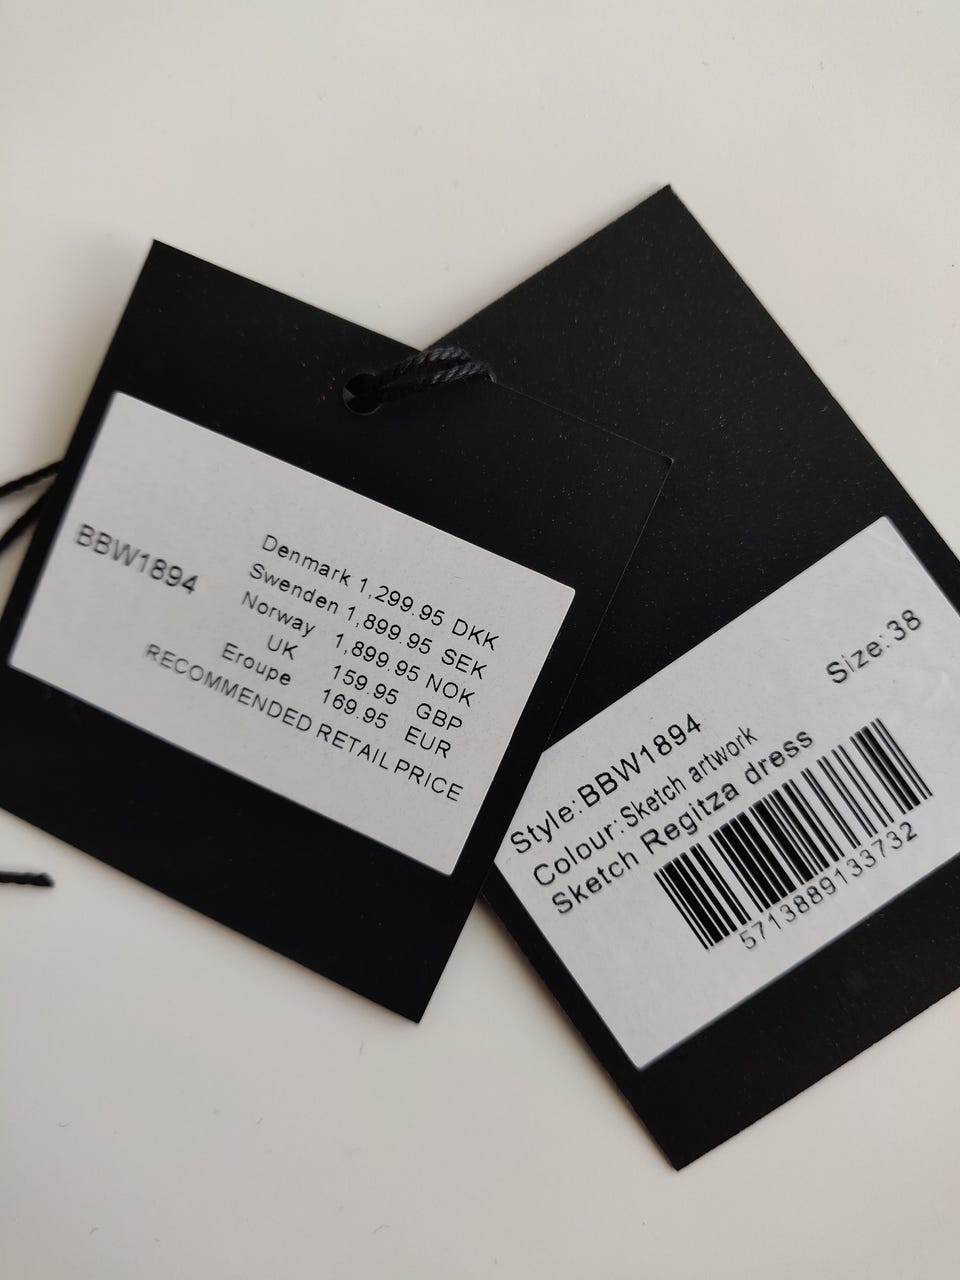 BBW1894
Denmark 1,299.95 DKK
Swenden 1,899.95 SEK
Norway 1,899.95 NOK
UK 159.95 GBP
Eroupe 169.95 EUR
RECOMMENDED RETAIL PRICE
Size:38
Style:BBW1894
Colour:Sketch artwork
Sketch Regitza dress
5713889133732